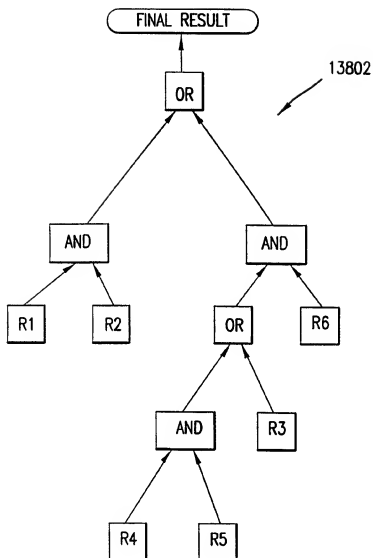 FINAL RESULT
13802
OR
AND
AND
R1
R2
OR
R6
AND
R3
R4
R5